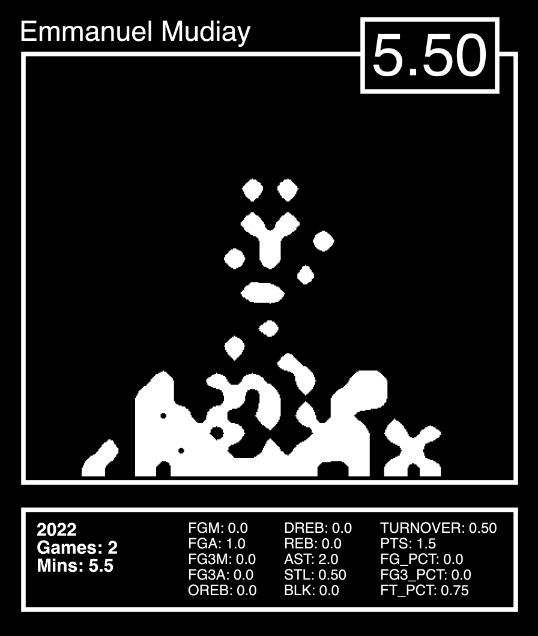 Emmanuel Mudiay
5.50
2022
Games: 2
Mins: 5.5
FGM: 0.0
FGA: 1.0
FG3M: 0.0
FG3A: 0.0
OREB: 0.0
DREB: 0.0
REB: 0.0
AST: 2.0
STL: 0.50
BLK: 0.0
TURNOVER: 0.50
PTS: 1.5
FG_PCT: 0.0
FG3_PCT: 0.0
FT_PCT: 0.75